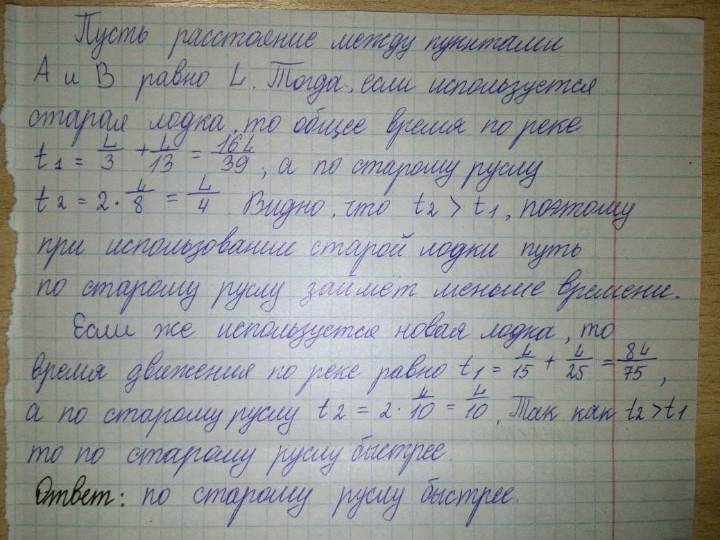 Пусть расстояние между пунктами
А и В равно L. Тогда, если используется
старая лодка, то общее время по реке
t1 = L/3 + L/13 = 16L/39, а по старому руслу
t2 = 2·L/8 = L/4. Видно, что t2 > t1, поэтому
при использовании старой лодки путь
по старому руслу займёт меньше времени.
Если же используется новая лодка, то
время движения по реке равно t1 = L/15 + L/25 = 8L/75,
а по старому руслу t2 = 2·L/10 = L/10. Так как t2 > t1
то по старому руслу быстрее.
Ответ: по старому руслу быстрее.